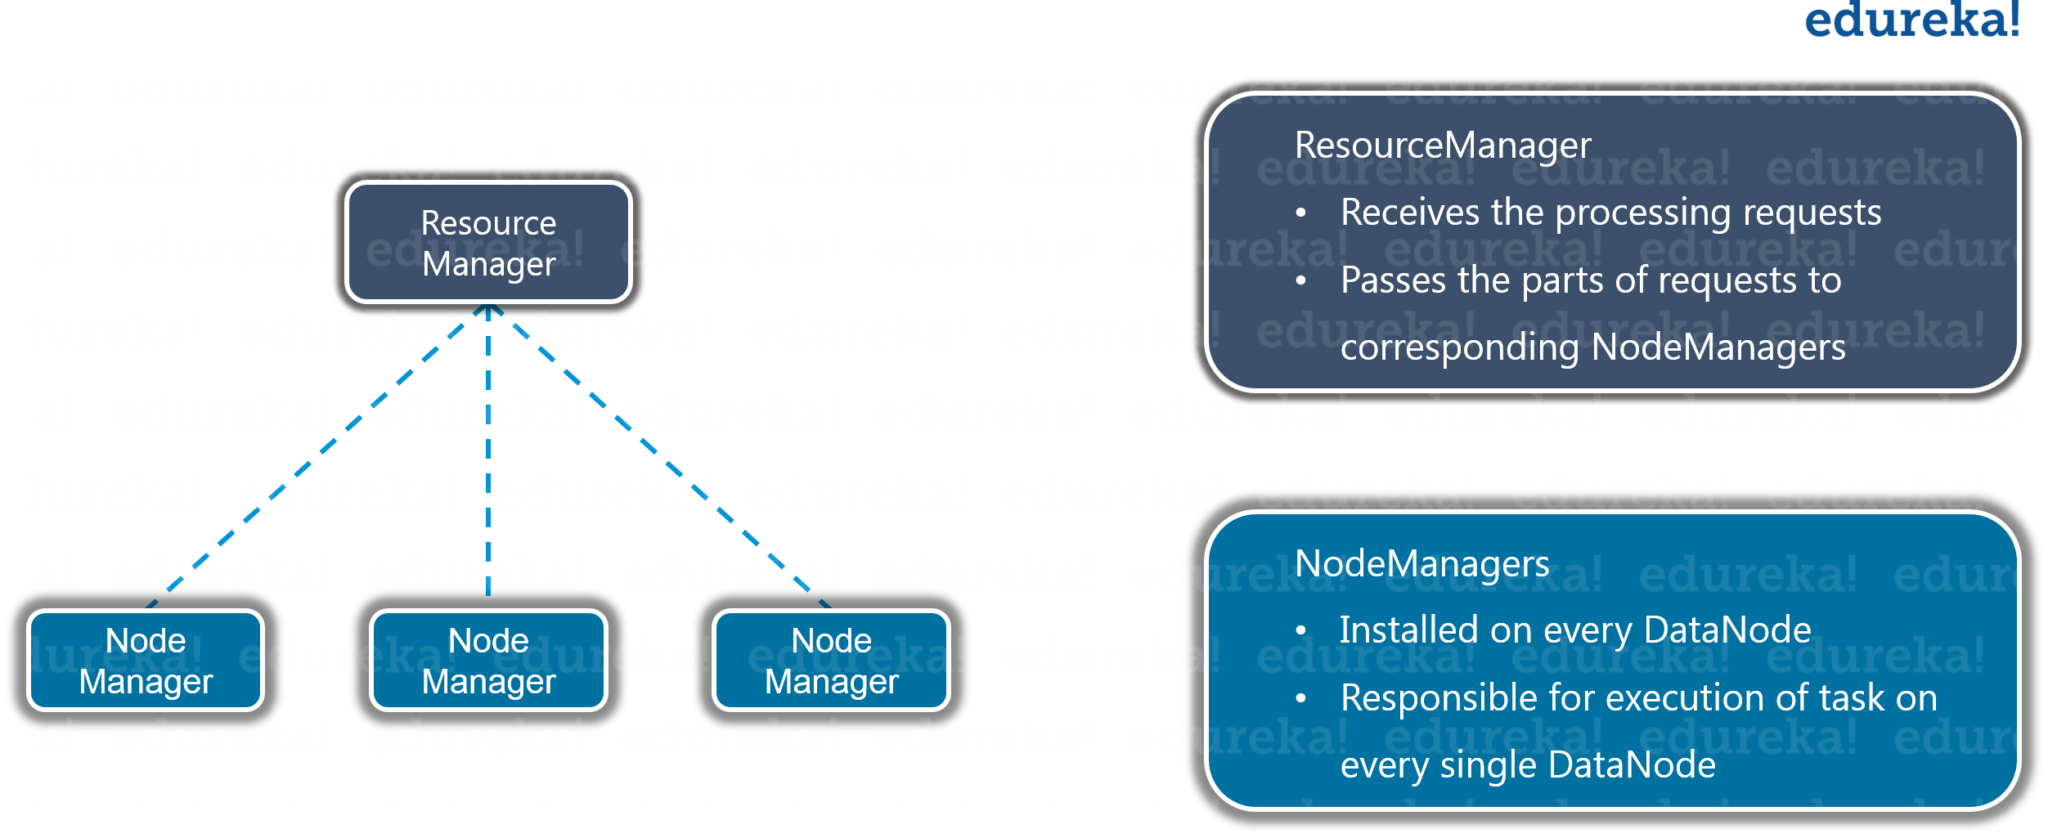 edureka!
Resource
Manager
Node
Manager
Node
Manager
Node
Manager
ResourceManager
• Receives the processing requests
• Passes the parts of requests to
corresponding NodeManagers
NodeManagers
• Installed on every DataNode
• Responsible for execution of task on
every single DataNode